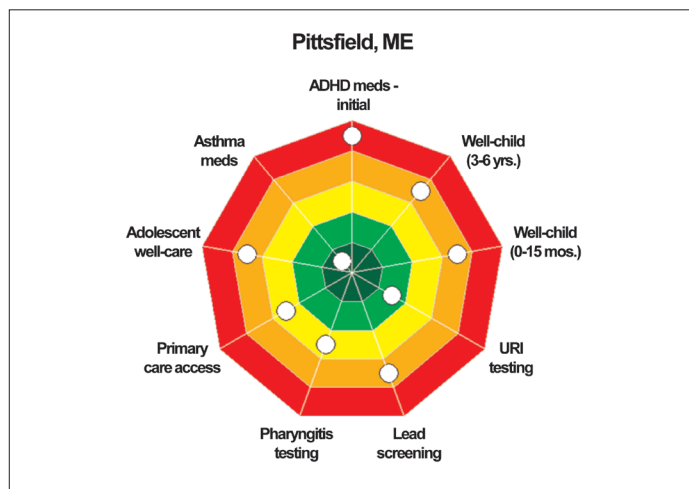 Pittsfield, ME
ADHD meds -
initial
Asthma
meds
Well-child
(3-6 yrs.)
Adolescent
well-care
Well-child
(0-15 mos.)
Primary
care access
URI
testing
Pharyngitis
testing
Lead
screening